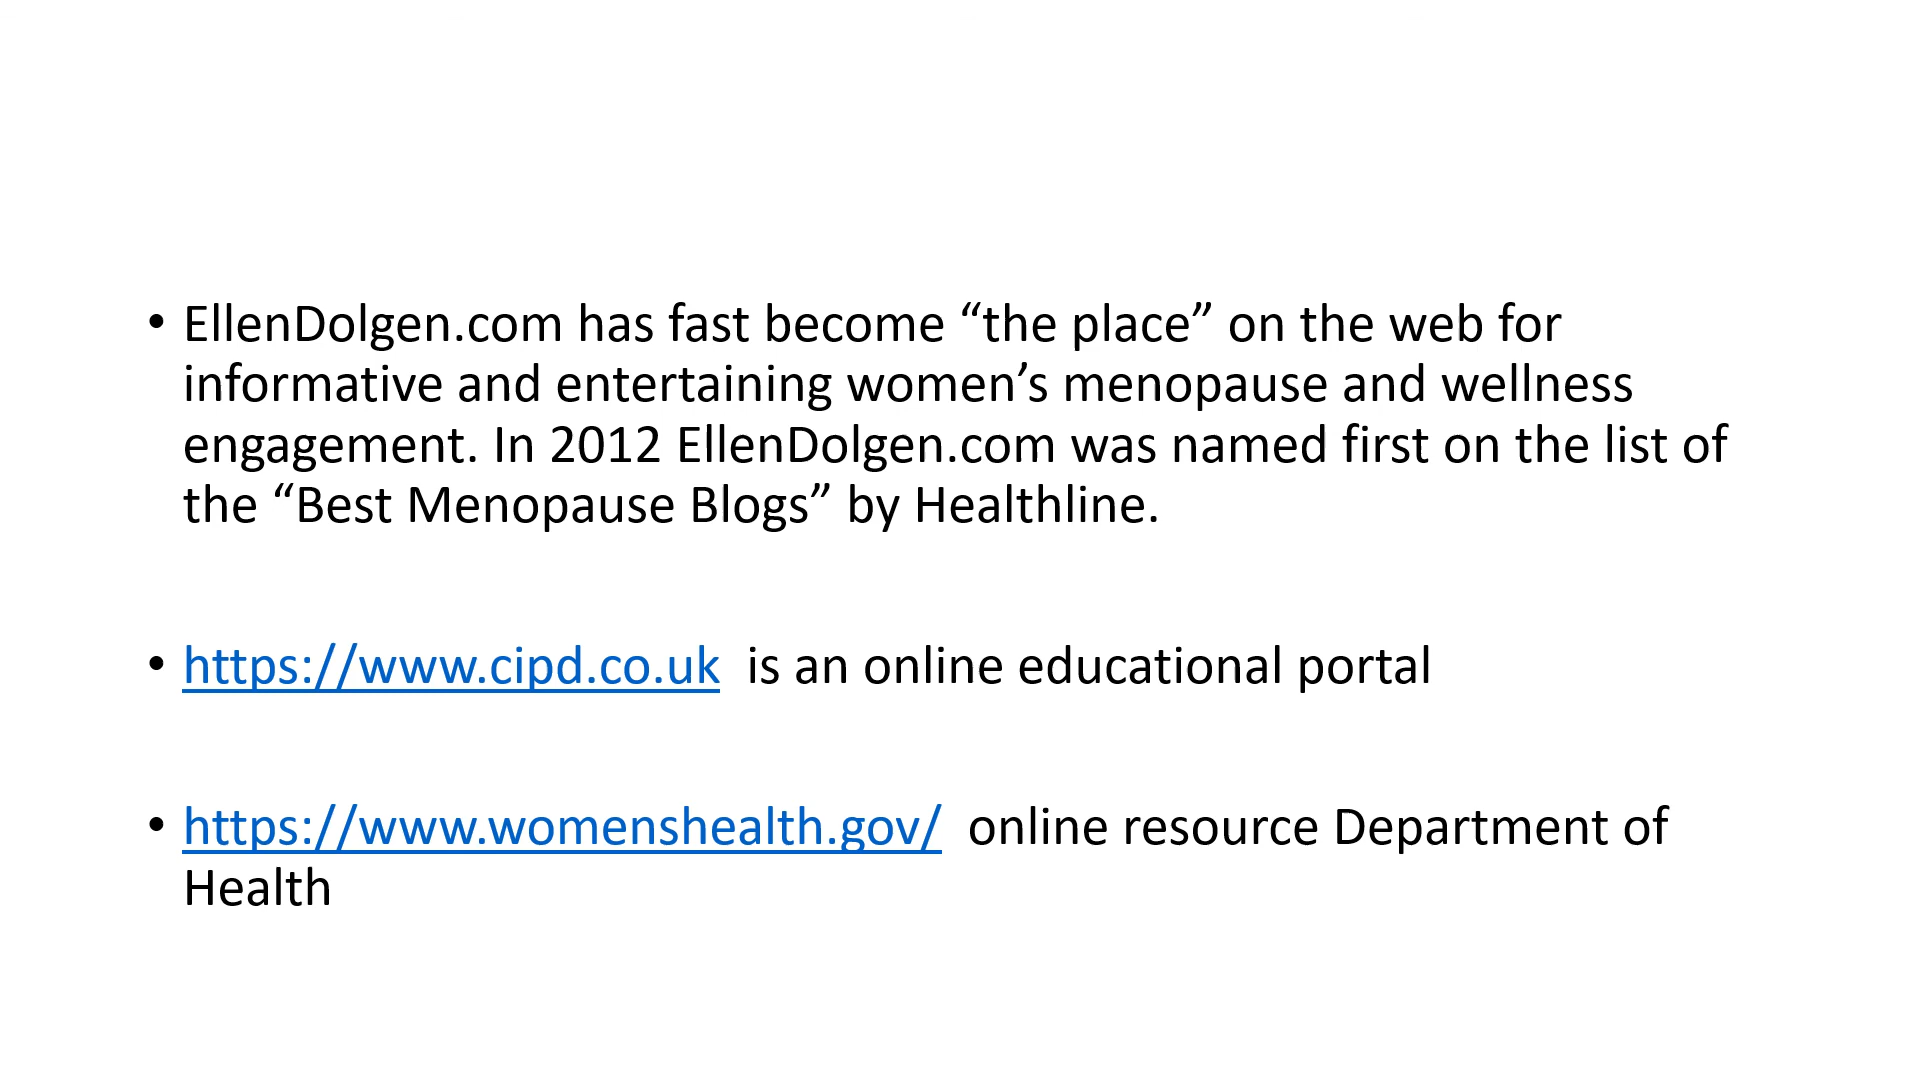 • EllenDolgen.com has fast become “the place” on the web for
informative and entertaining women’s menopause and wellness
engagement. In 2012 EllenDolgen.com was named first on the list of
the “Best Menopause Blogs” by Healthline.
• https://www.cipd.co.uk  is an online educational portal
• https://www.womenshealth.gov/  online resource Department of
Health